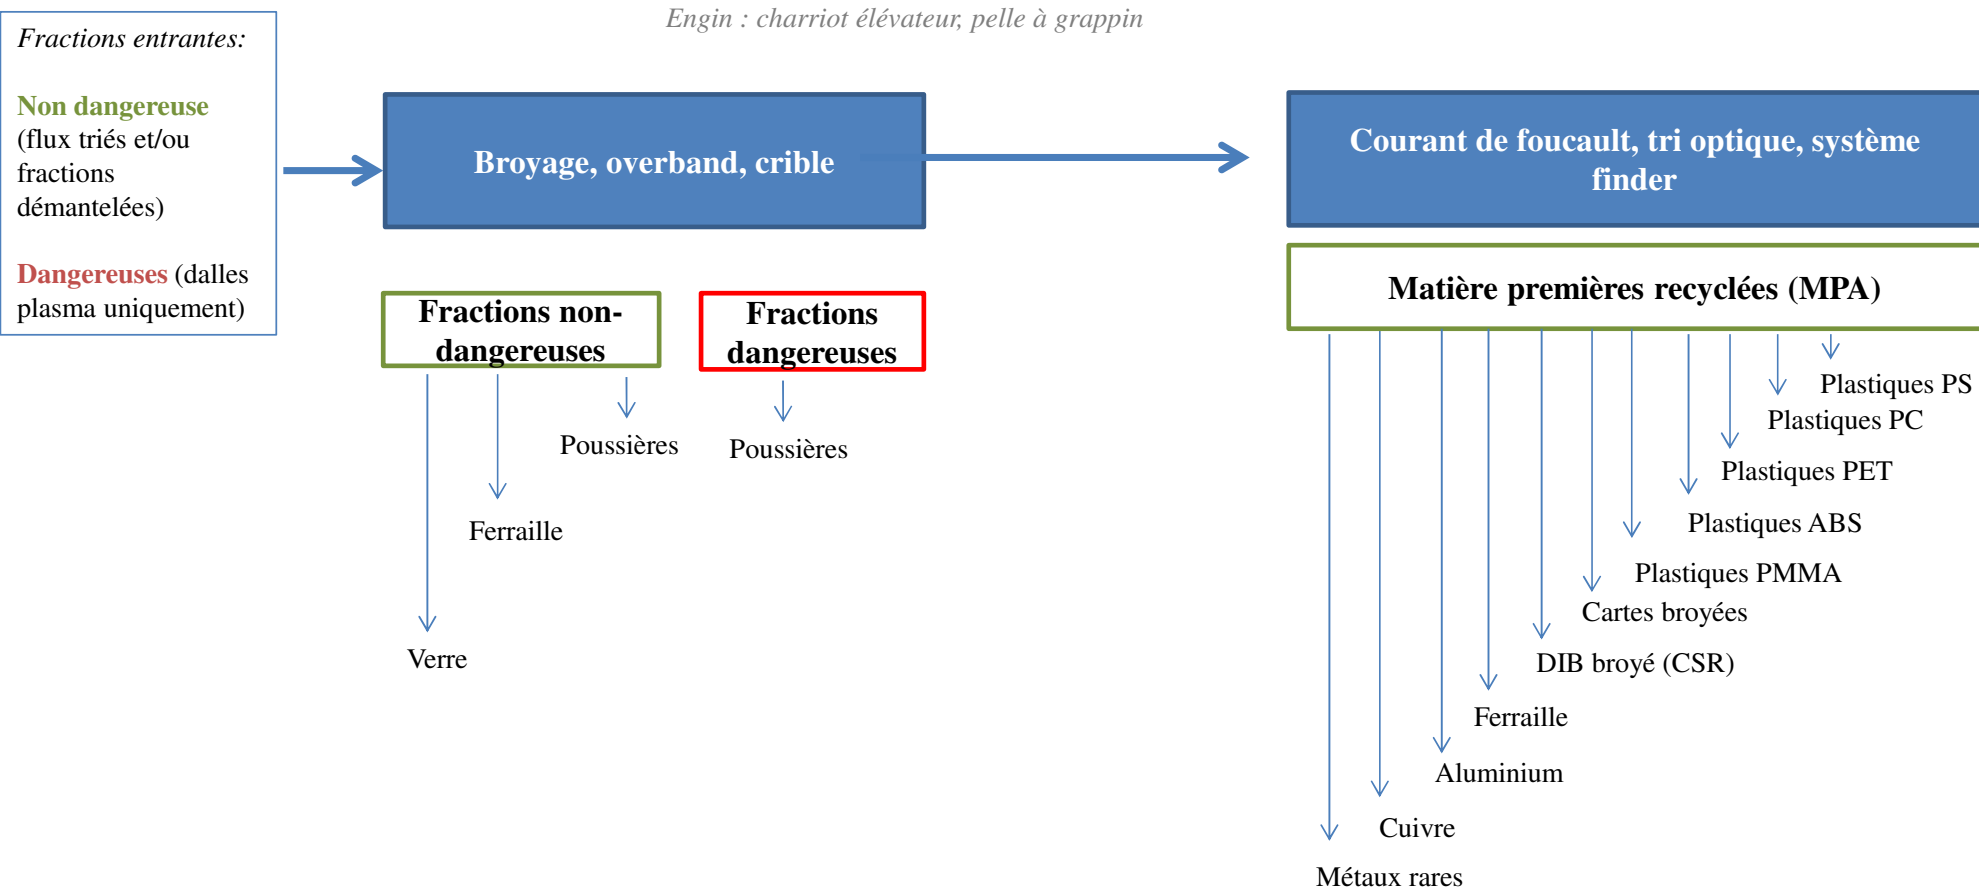 Engin : charriot élévateur, pelle à grappin
Fractions entrantes:
Non dangereuse
(flux triés et/ou
fractions
démantelées)
Dangereuses (dalles
plasma uniquement)
Broyage, overband, crible
Courant de foucault, tri optique, système
finder
Fractions non-
dangereuses
Fractions
dangereuses
Matière premières recyclées (MPA)
Poussières
Poussières
Ferraille
Verre
Plastiques PS
Plastiques PC
Plastiques PET
Plastiques ABS
Plastiques PMMA
Cartes broyées
DIB broyé (CSR)
Ferraille
Aluminium
Cuivre
Métaux rares